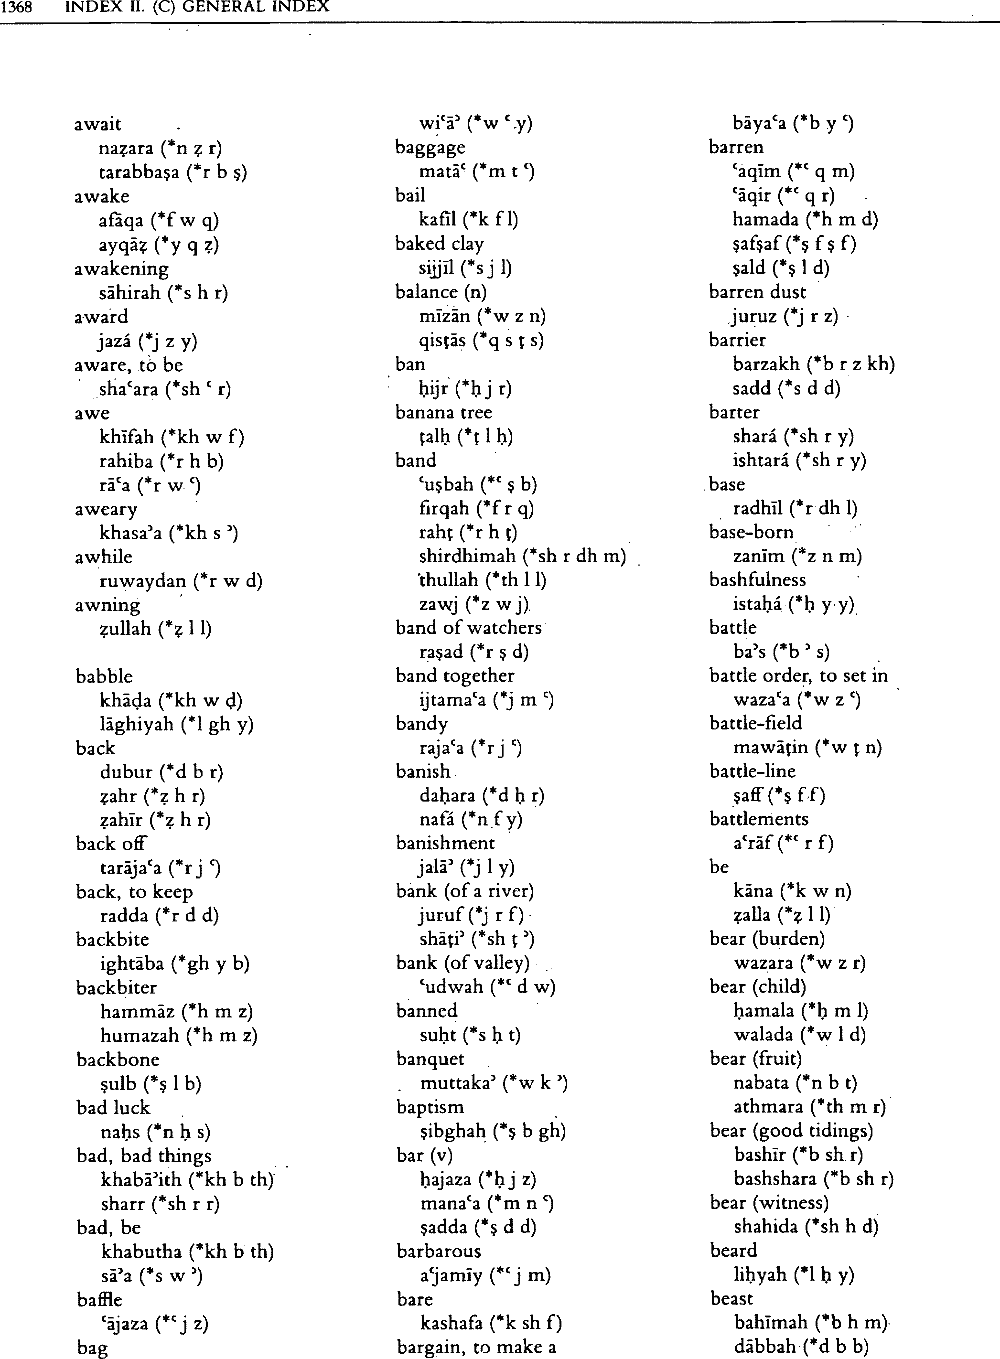 1368 INDEX II. (C) GENERAL INDEX
await
naẓara (*n ẓ r)
tarabbaṣa (*r b ṣ)
awake
afāqa (*f w q)
ayqāẓ (*y q ẓ)
awakening
sāhirah (*s h r)
award
jazá (*j z y)
aware, to be
shaʿara (*sh ʿ r)
awe
khīfah (*kh w f)
rahiba (*r h b)
rāʿa (*r w ʿ)
aweary
khasaʾa (*kh s ʾ)
awhile
ruwaydan (*r w d)
awning
ẓullah (*ẓ l l)
babble
khāḍa (*kh w ḍ)
lāghiyah (*l gh y)
back
dubur (*d b r)
ẓahr (*ẓ h r)
ẓahīr (*ẓ h r)
back off
tarājaʿa (*r j ʿ)
back, to keep
radda (*r d d)
backbite
ightāba (*gh y b)
backbiter
hammāz (*h m z)
humazah (*h m z)
backbone
ṣulb (*ṣ l b)
bad luck
naḥs (*n ḥ s)
bad, bad things
khabāʾith (*kh b th)
sharr (*sh r r)
bad, be
khabutha (*kh b th)
sāʾa (*s w ʾ)
baffle
ʿājaza (*ʿ j z)
bag
wiʿāʾ (*w ʿ y)
baggage
matāʿ (*m t ʿ)
bail
kafīl (*k f l)
baked clay
sijjīl (*s j l)
balance (n)
mīzān (*w z n)
qisṭās (*q s ṭ s)
ban
ḥijr (*ḥ j r)
banana tree
ṭalḥ (*ṭ l ḥ)
band
ʿuṣbah (*ʿ ṣ b)
firqah (*f r q)
rahṭ (*r h ṭ)
shirdhimah (*sh r dh m)
thullah (*th l l)
zawj (*z w j)
band of watchers
raṣad (*r ṣ d)
band together
ijtamaʿa (*j m ʿ)
bandy
rajaʿa (*r j ʿ)
banish
daḥara (*d ḥ r)
nafá (*n f y)
banishment
jalāʾ (*j l y)
bank (of a river)
juruf (*j r f)
shāṭiʾ (*sh ṭ ʾ)
bank (of valley)
ʿudwah (*ʿ d w)
banned
suḥt (*s ḥ t)
banquet
muttakaʾ (*w k ʾ)
baptism
ṣibghah (*ṣ b gh)
bar (v)
ḥajaza (*ḥ j z)
manaʿa (*m n ʿ)
ṣadda (*ṣ d d)
barbarous
aʿjamīy (*ʿ j m)
bare
kashafa (*k sh f)
bargain, to make a
bāyaʿa (*b y ʿ)
barren
ʿaqīm (*ʿ q m)
ʿāqir (*ʿ q r)
hamada (*h m d)
ṣafṣaf (*ṣ f ṣ f)
ṣald (*ṣ l d)
barren dust
juruz (*j r z)
barrier
barzakh (*b r z kh)
sadd (*s d d)
barter
shará (*sh r y)
ishtará (*sh r y)
base
radhīl (*r dh l)
base-born
zanīm (*z n m)
bashfulness
istaḥá (*ḥ y y)
battle
baʾs (*b ʾ s)
battle order, to set in
wazaʿa (*w z ʿ)
battle-field
mawāṭin (*w ṭ n)
battle-line
ṣaff (*ṣ f f)
battlements
aʿrāf (*ʿ r f)
be
kāna (*k w n)
ẓalla (*ẓ l l)
bear (burden)
wazara (*w z r)
bear (child)
ḥamala (*ḥ m l)
walada (*w l d)
bear (fruit)
nabata (*n b t)
athmara (*th m r)
bear (good tidings)
bashīr (*b sh r)
bashshara (*b sh r)
bear (witness)
shahida (*sh h d)
beard
liḥyah (*l ḥ y)
beast
bahīmah (*b h m)
dābbah (*d b b)